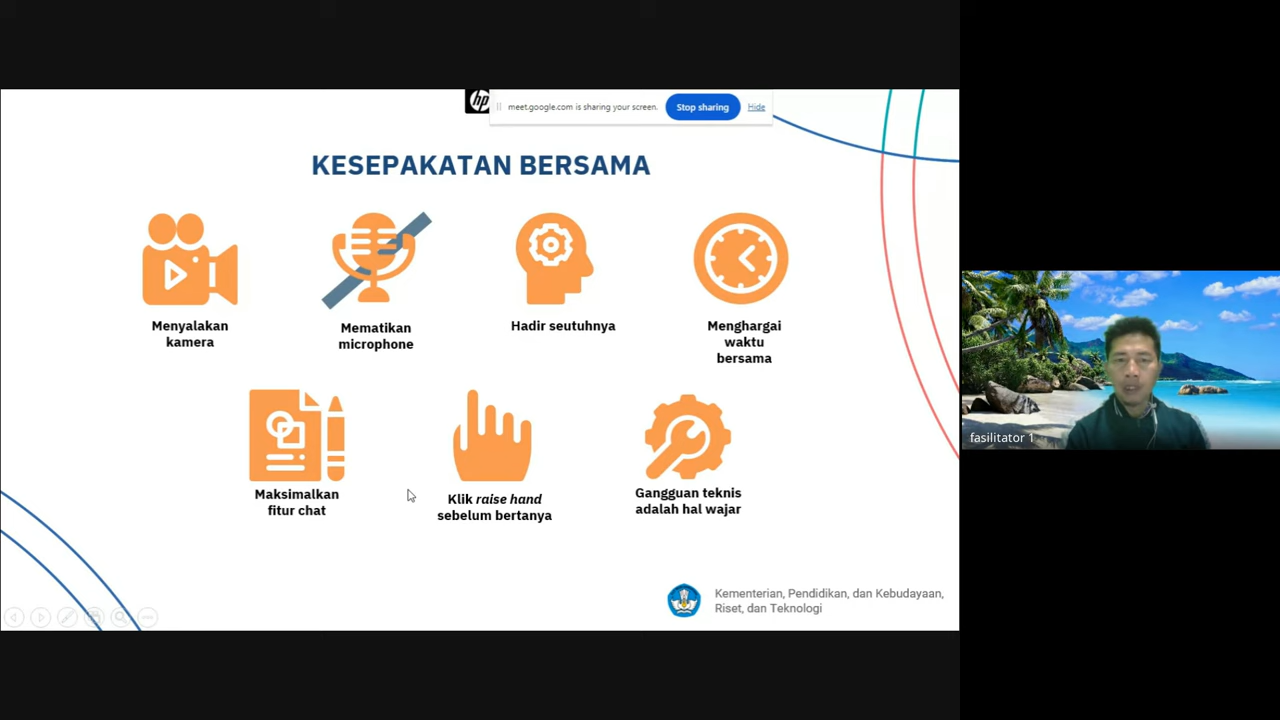 hp
meet.google.com is sharing your screen.
Stop sharing
Hide
KESEPAKATAN BERSAMA
Menyalakan
kamera
Mematikan
microphone
Hadir seutuhnya
Menghargai
waktu
bersama
Maksimalkan
fitur chat
Klik raise hand
sebelum bertanya
Gangguan teknis
adalah hal wajar
Kementerian, Pendidikan, dan Kebudayaan,
Riset, dan Teknologi
fasilitator 1